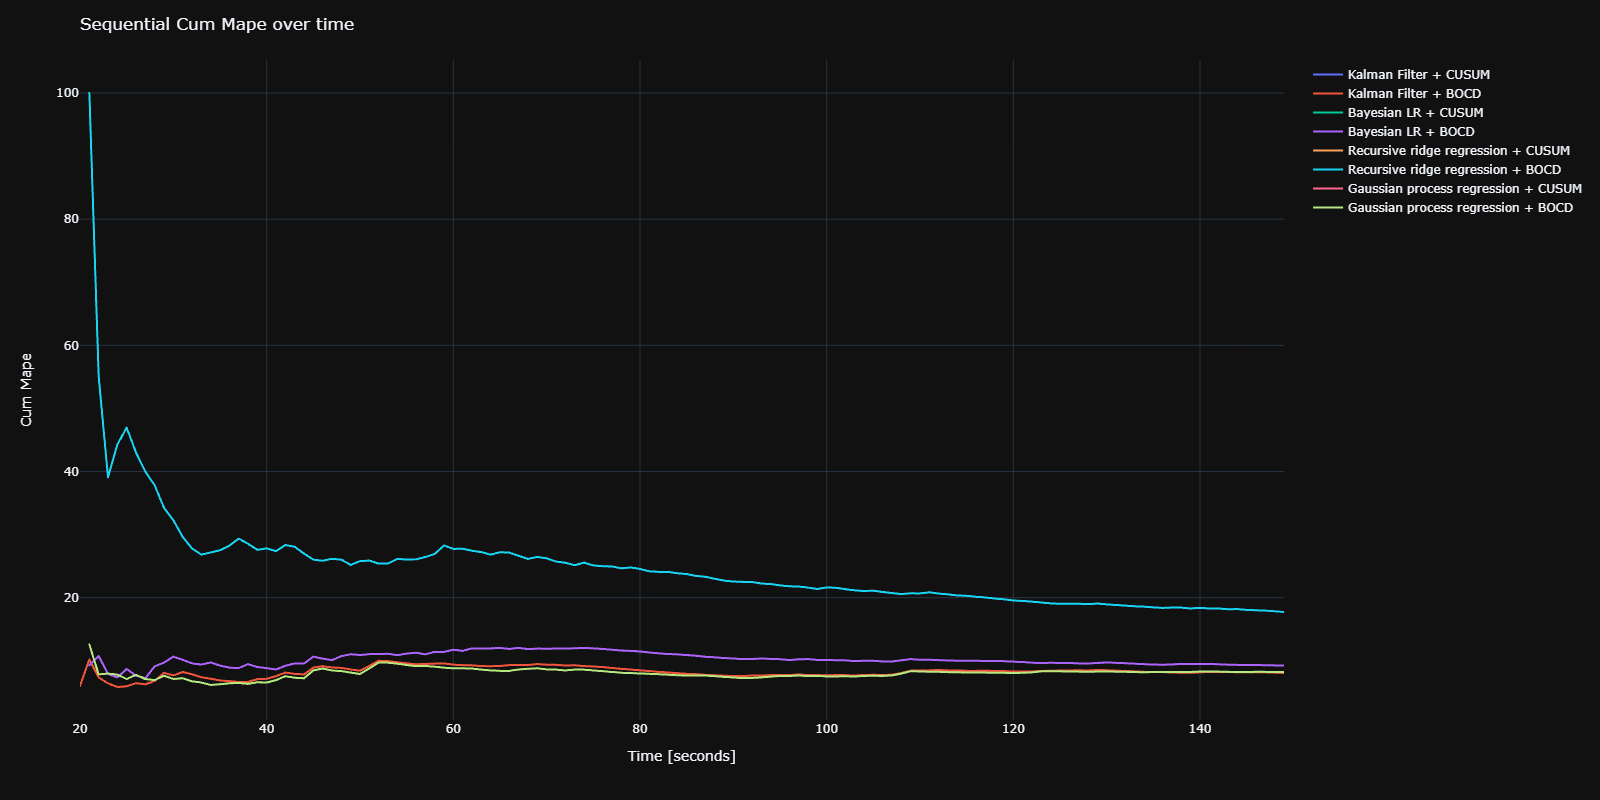 Sequential Cum Mape over time
Kalman Filter + CUSUM
Kalman Filter + BOCD
Bayesian LR + CUSUM
Bayesian LR + BOCD
Recursive ridge regression + CUSUM
Recursive ridge regression + BOCD
Gaussian process regression + CUSUM
Gaussian process regression + BOCD
100
80
60
40
20
Cum Mape
20 40 60 80 100 120 140
Time [seconds]